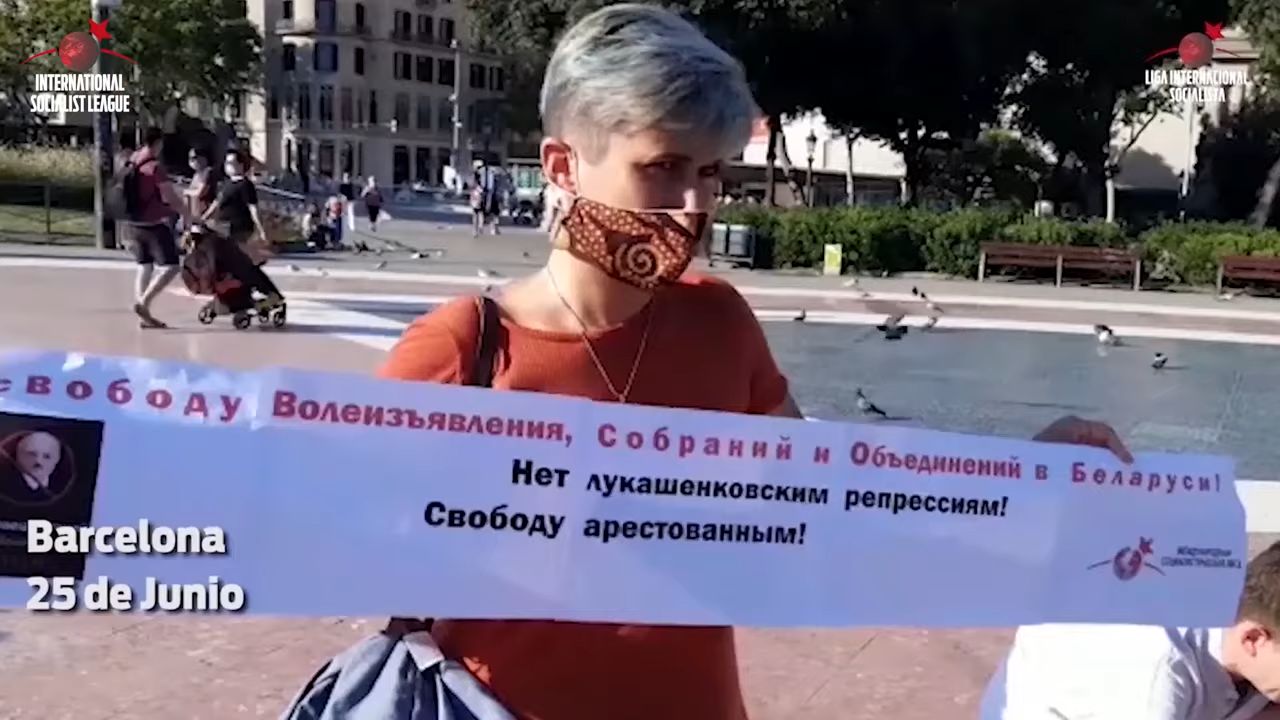 INTERNATIONAL
SOCIALIST LEAGUE
LIGA INTERNACIONAL
SOCIALISTA
свободу Волеизъявления, Собраний и Объединений в Беларуси!
Нет лукашенковским репрессиям!
Свободу арестованным!
Barcelona
25 de Junio